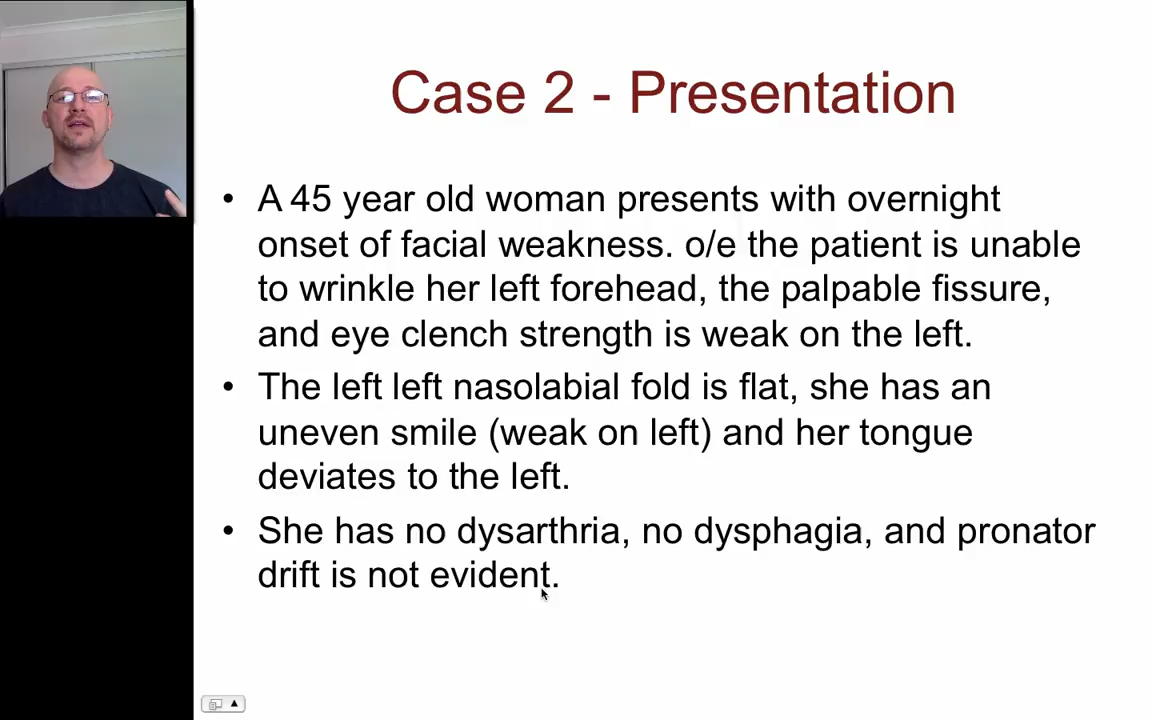 Case 2 - Presentation
• A 45 year old woman presents with overnight
onset of facial weakness. o/e the patient is unable
to wrinkle her left forehead, the palpable fissure,
and eye clench strength is weak on the left.
• The left left nasolabial fold is flat, she has an
uneven smile (weak on left) and her tongue
deviates to the left.
• She has no dysarthria, no dysphagia, and pronator
drift is not evident.